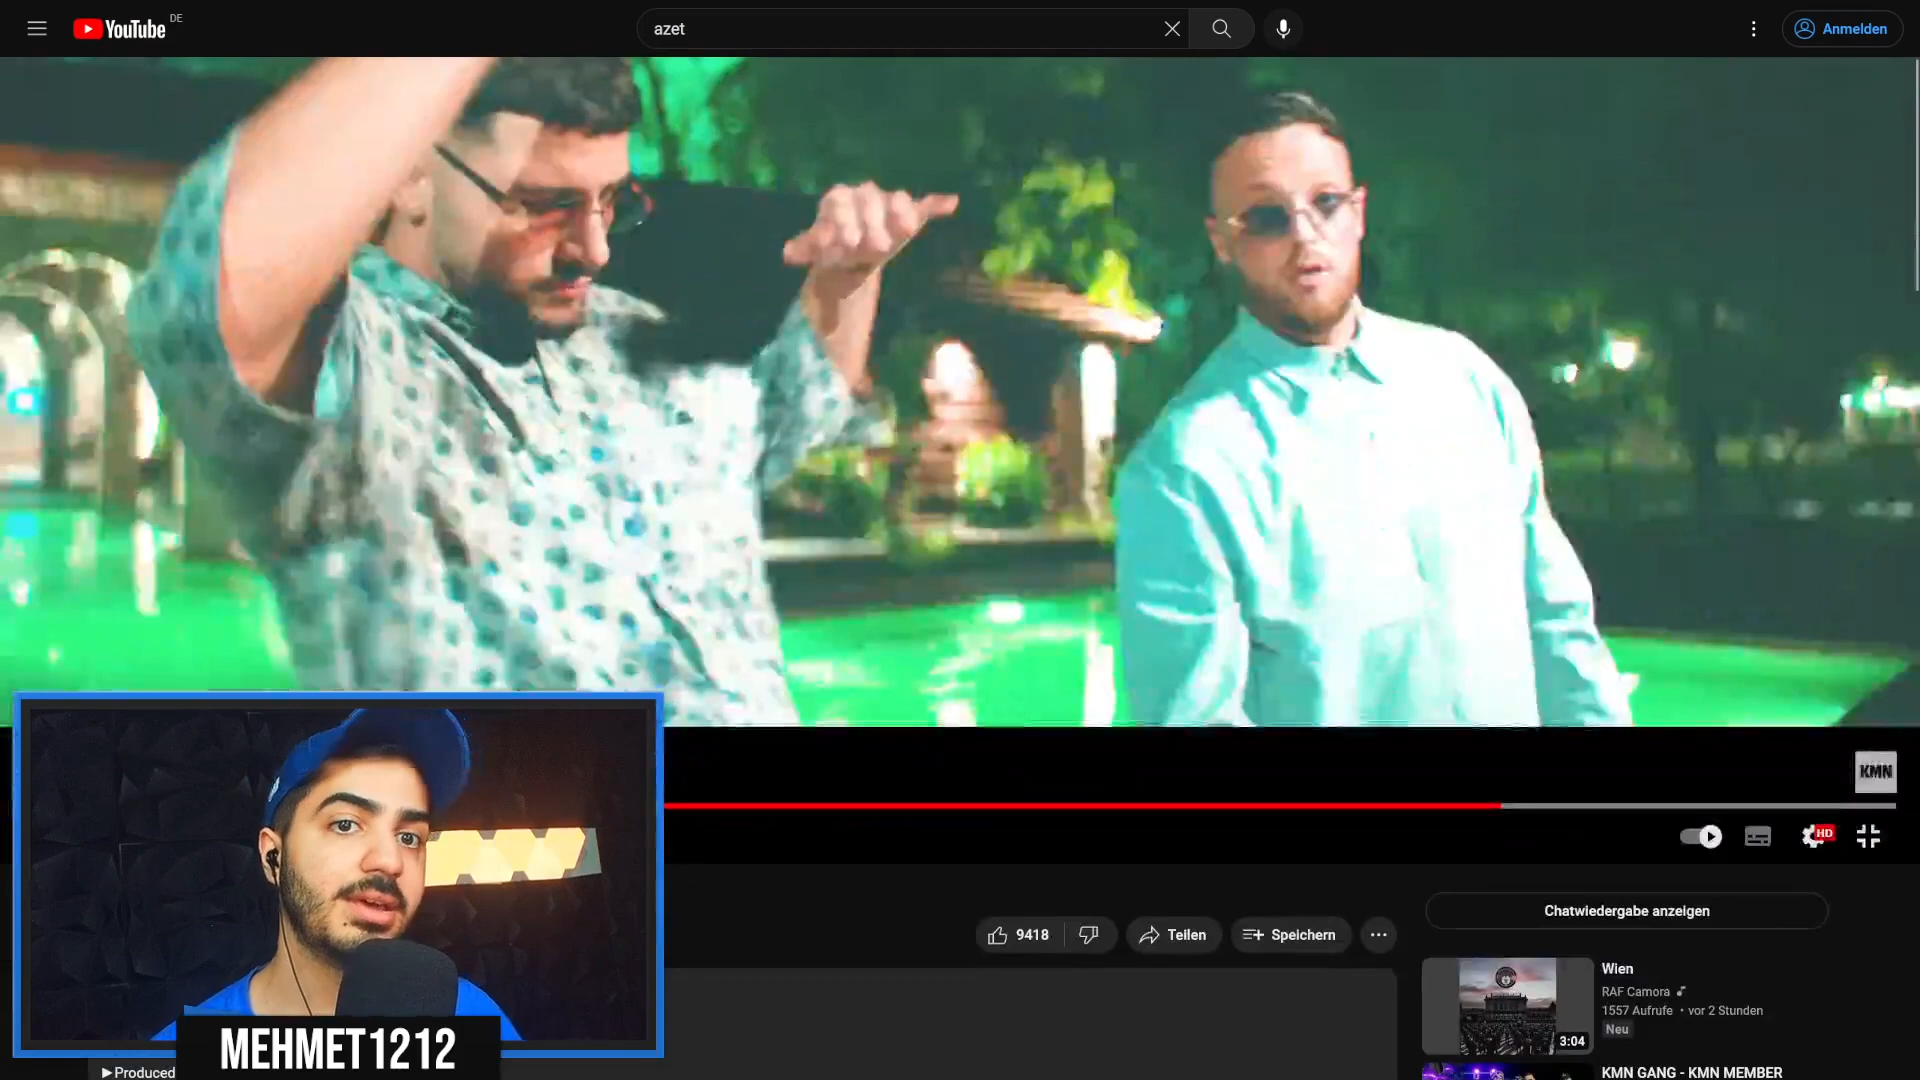 YouTube DE
azet
Anmelden
KMN
HD
9418
Teilen
Speichern
Chatwiedergabe anzeigen
Wien
RAF Camora
1557 Aufrufe • vor 2 Stunden
Neu
3:04
MEHMET1212
▶Produced
KMN GANG - KMN MEMBER